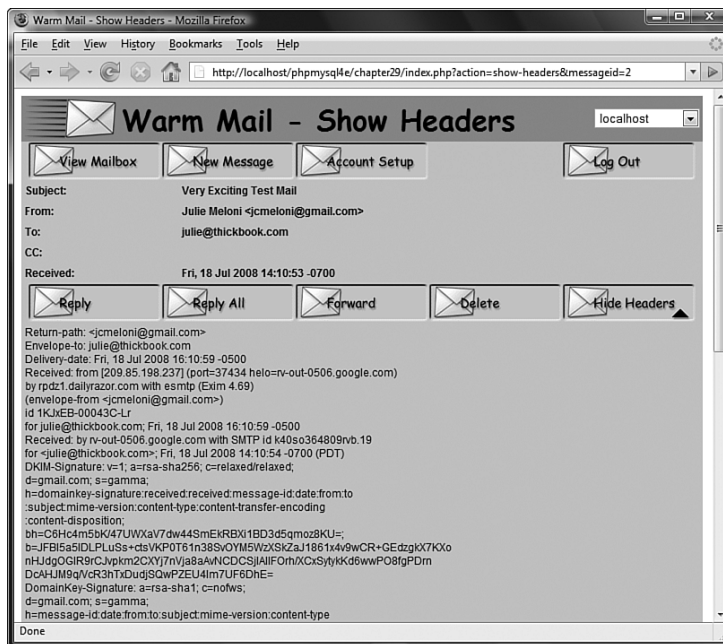 Warm Mail - Show Headers - Mozilla Firefox
File Edit View History Bookmarks Tools Help
http://localhost/phpmysql4e/chapter29/index.php?action=show-headers&messageid=2
Warm Mail - Show Headers
localhost
View Mailbox New Message Account Setup Log Out
Subject: Very Exciting Test Mail
From: Julie Meloni <jcmeloni@gmail.com>
To: julie@thickbook.com
CC:
Received: Fri, 18 Jul 2008 14:10:53 -0700
Reply Reply All Forward Delete Hide Headers
Return-path: <jcmeloni@gmail.com>
Envelope-to: julie@thickbook.com
Delivery-date: Fri, 18 Jul 2008 16:10:59 -0500
Received: from [209.85.198.237] (port=37434 helo=rv-out-0506.google.com)
by rpdz1.dailyrazor.com with esmtp (Exim 4.69)
(envelope-from <jcmeloni@gmail.com>)
id 1KJxEB-00043C-Lr
for julie@thickbook.com; Fri, 18 Jul 2008 16:10:59 -0500
Received: by rv-out-0506.google.com with SMTP id k40so364809rvb.19
for <julie@thickbook.com>; Fri, 18 Jul 2008 14:10:54 -0700 (PDT)
DKIM-Signature: v=1; a=rsa-sha256; c=relaxed/relaxed;
d=gmail.com; s=gamma;
h=domainkey-signature:received:received:message-id:date:from:to
:subject:mime-version:content-type:content-transfer-encoding
:content-disposition;
bh=C6Hc4m5bK/47UWXaV7dw44SmEkRBXi1BD3d5qmoz8KU=;
b=JFBl5a5lDLPLuSs+ctsVKP0T61n38SvOYM5WzXSkZaJ1861x4v9wCR+GEdzgkX7KXo
nHJdgOGIR9rCJvpkm2CXYj7nVja8aAvNCDCSjlAllFOrh/XCxSytykKd6wwPO8fgPDrn
DcAHJM9q/VcR3hTxDudjSQwPZEU4Im7UF6DhE=
DomainKey-Signature: a=rsa-sha1; c=nofws;
d=gmail.com; s=gamma;
h=message-id:date:from:to:subject:mime-version:content-type
Done